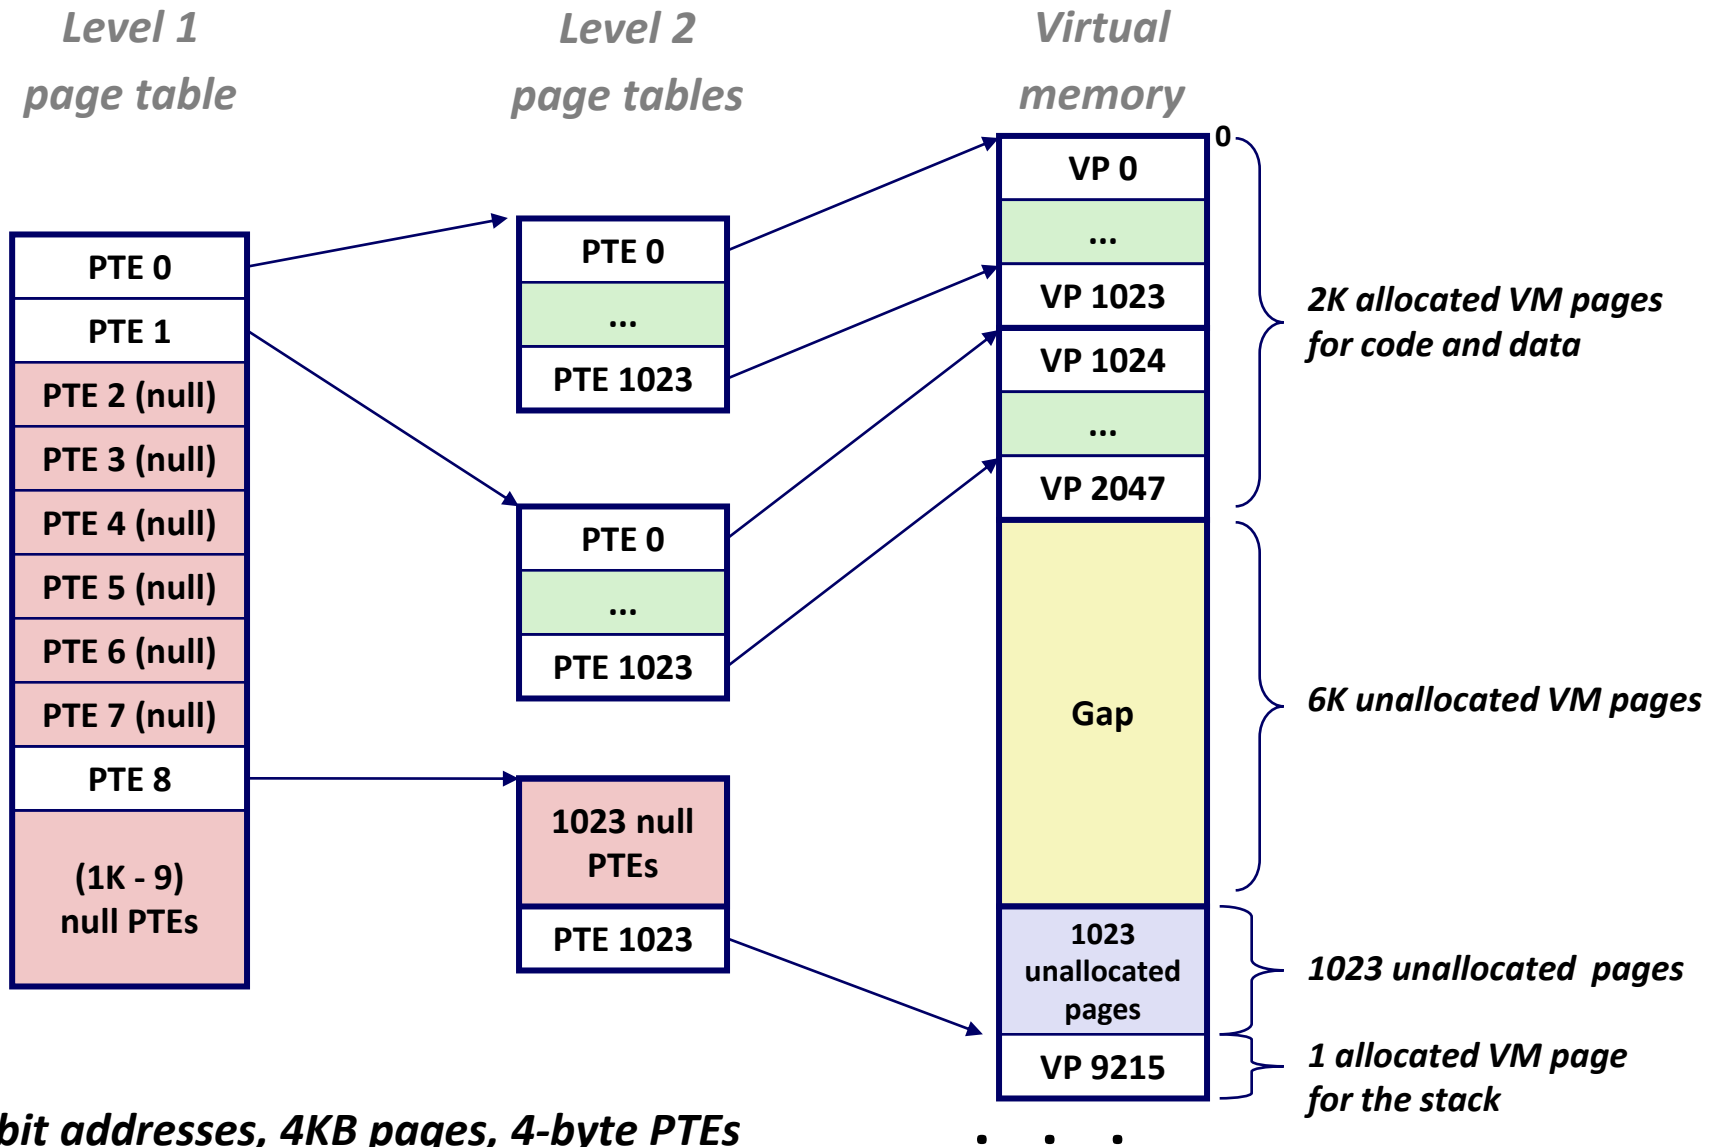 Level 1
page table
Level 2
page tables
Virtual
memory
PTE 0
PTE 1
PTE 2 (null)
PTE 3 (null)
PTE 4 (null)
PTE 5 (null)
PTE 6 (null)
PTE 7 (null)
PTE 8
(1K - 9)
null PTEs
PTE 0
...
PTE 1023
PTE 0
...
PTE 1023
1023 null
PTEs
PTE 1023
0
VP 0
...
VP 1023
VP 1024
...
VP 2047
Gap
1023
unallocated
pages
VP 9215
2K allocated VM pages
for code and data
6K unallocated VM pages
1023 unallocated pages
1 allocated VM page
for the stack
bit addresses, 4KB pages, 4-byte PTEs
. . .